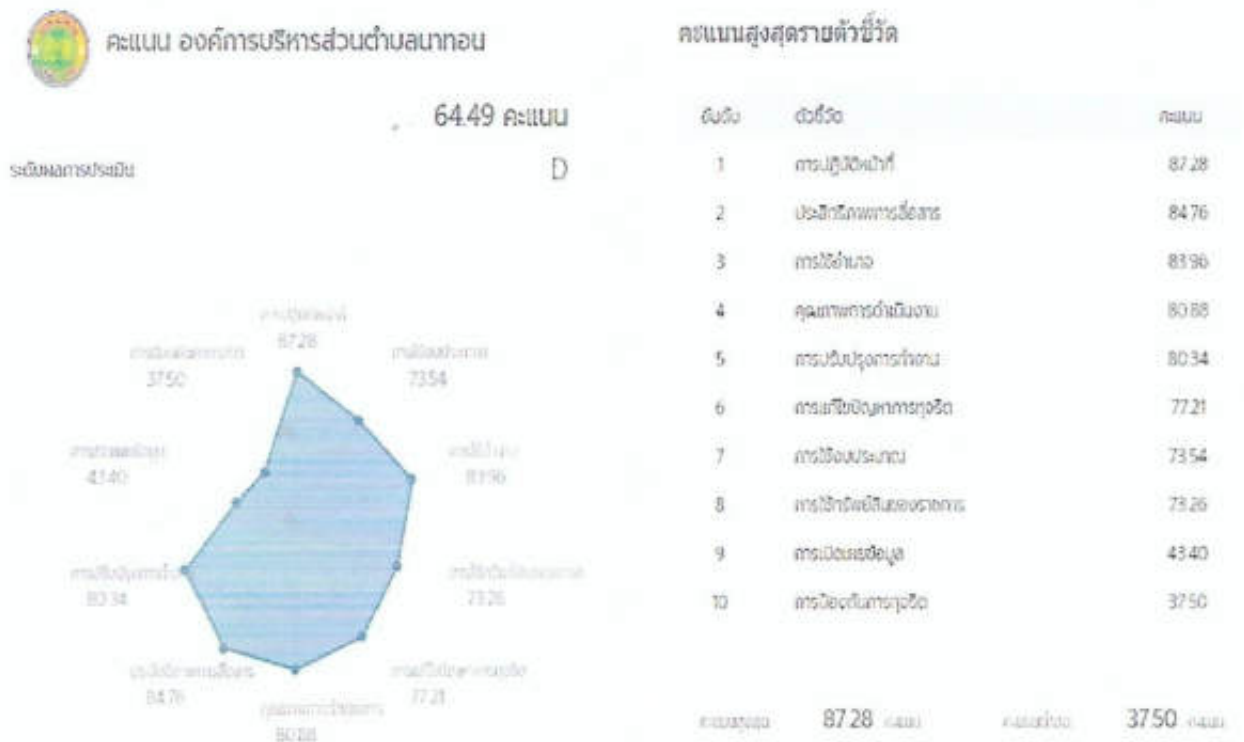 คะแนน องค์การบริหารส่วนตำบลนาทอน
64.49 คะแนน
ระดับผลการประเมิน
D
87.28
37.50
73.54
การใช้งบประมาณ
43.40
83.96
80.34
73.26
84.76
77.21
80.88
คะแนนสูงสุดรายตัวชี้วัด
อันดับ ตัวชี้วัด คะแนน
1 การปฏิบัติหน้าที่ 87.28
2 ประสิทธิภาพการสื่อสาร 84.76
3 การใช้อำนาจ 83.96
4 คุณภาพการดำเนินงาน 80.88
5 การปรับปรุงการทำงาน 80.34
6 การแก้ไขปัญหาการทุจริต 77.21
7 การใช้งบประมาณ 73.54
8 การใช้ทรัพย์สินของราชการ 73.26
9 การเปิดเผยข้อมูล 43.40
10 การป้องกันการทุจริต 37.50
คะแนนสูงสุด 87.28 คะแนน คะแนนต่ำสุด 37.50 คะแนน